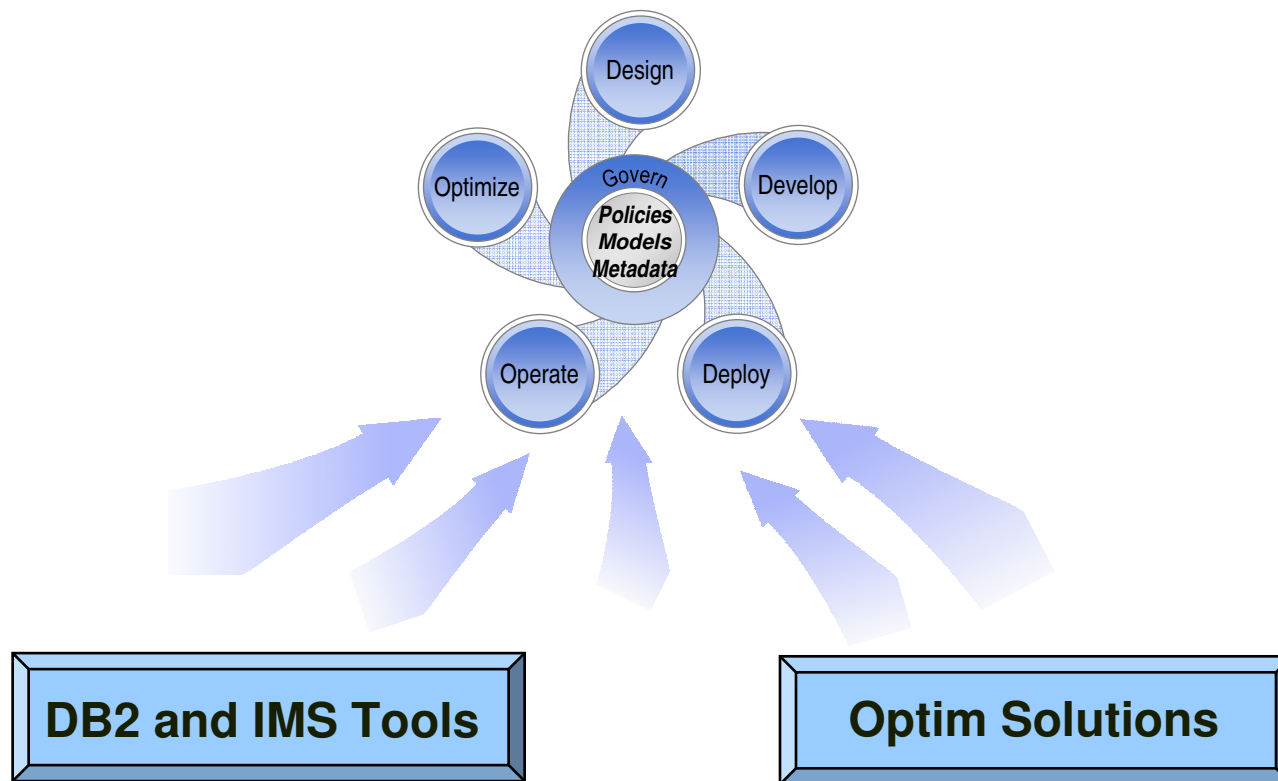 Design
Optimize
Govern
Develop
Policies
Models
Metadata
Operate
Deploy
DB2 and IMS Tools
Optim Solutions